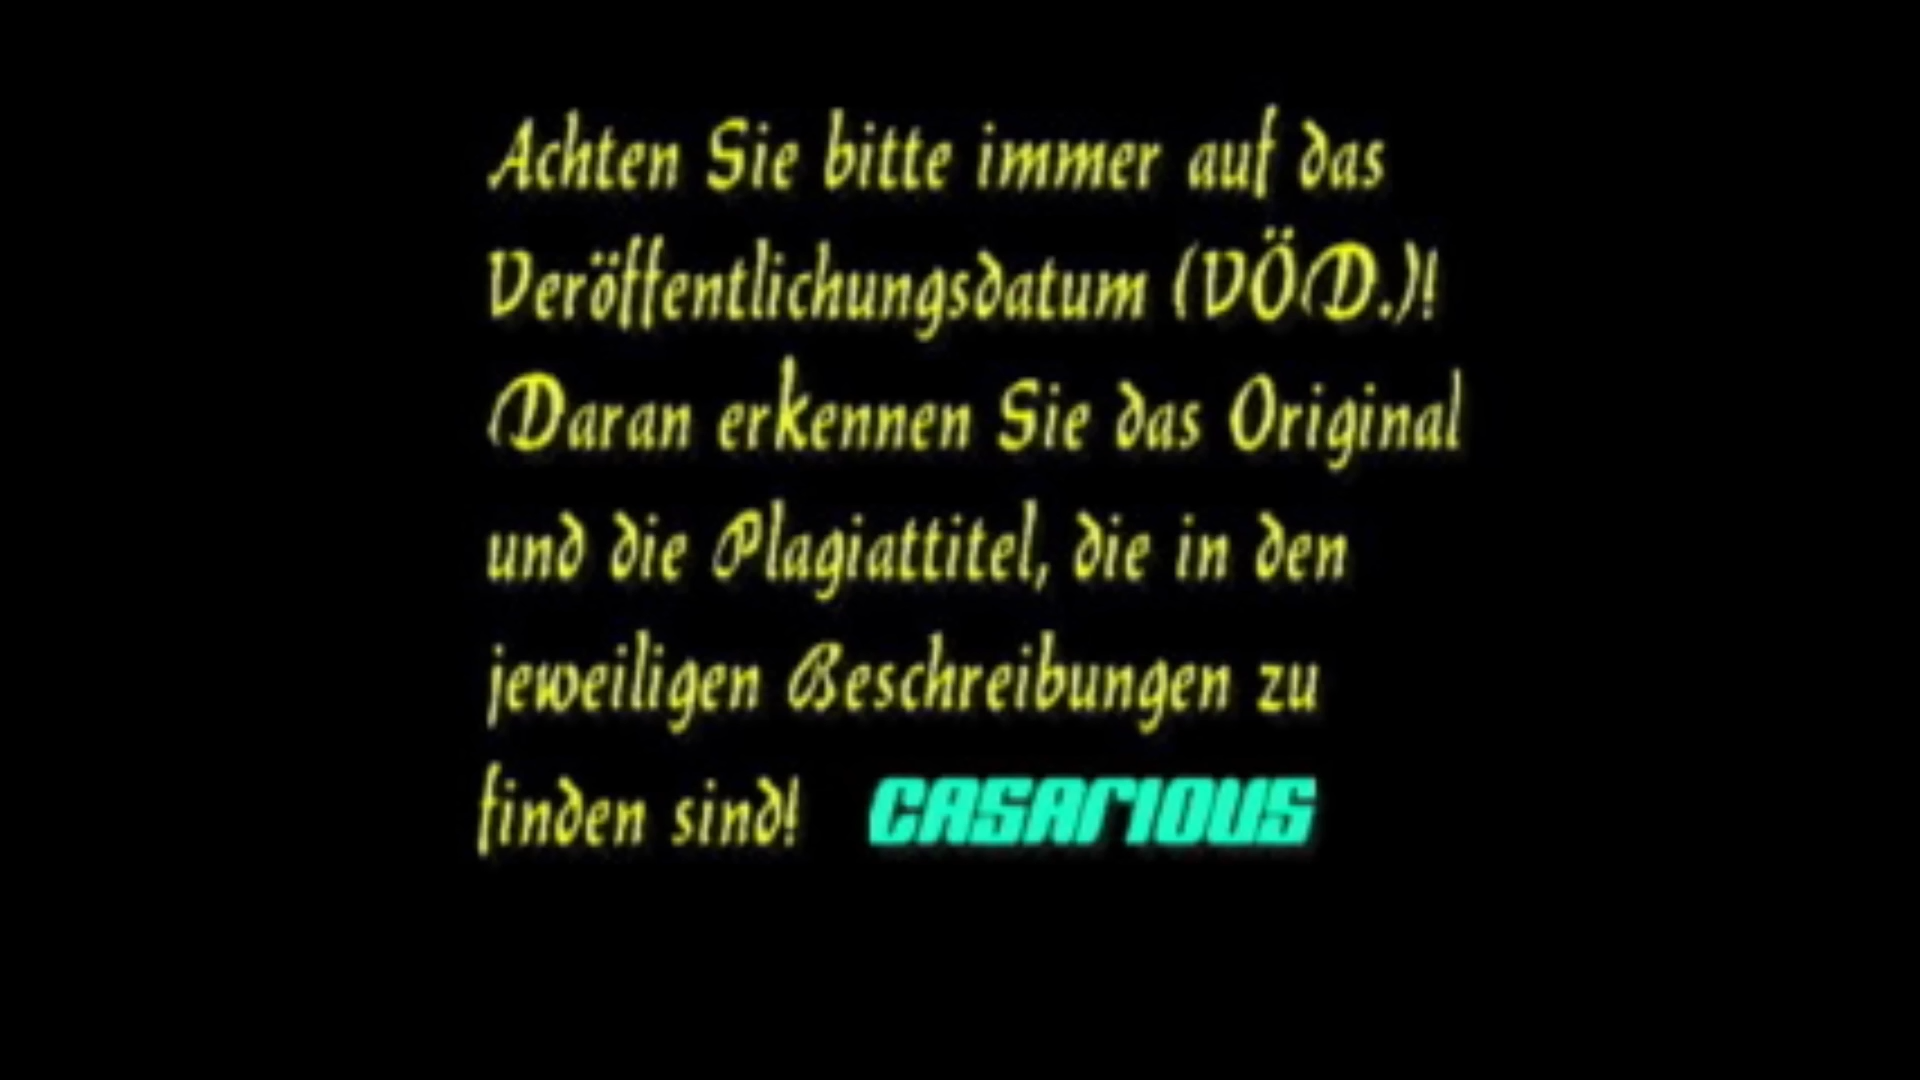 Achten Sie bitte immer auf das
Veröffentlichungsdatum (VÖD.)!
Daran erkennen Sie das Original
und die Plagiattitel, die in den
jeweiligen Beschreibungen zu
finden sind! CASArIOUS